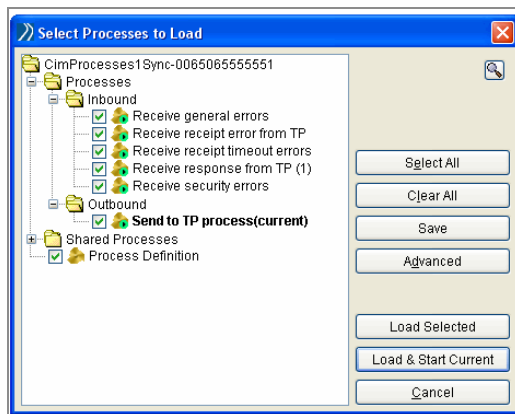 Select Processes to Load
CimProcesses1Sync-0065065555551
Processes
Inbound
Receive general errors
Receive receipt error from TP
Receive receipt timeout errors
Receive response from TP (1)
Receive security errors
Outbound
Send to TP process(current)
Shared Processes
Process Definition
Select All
Clear All
Save
Advanced
Load Selected
Load & Start Current
Cancel